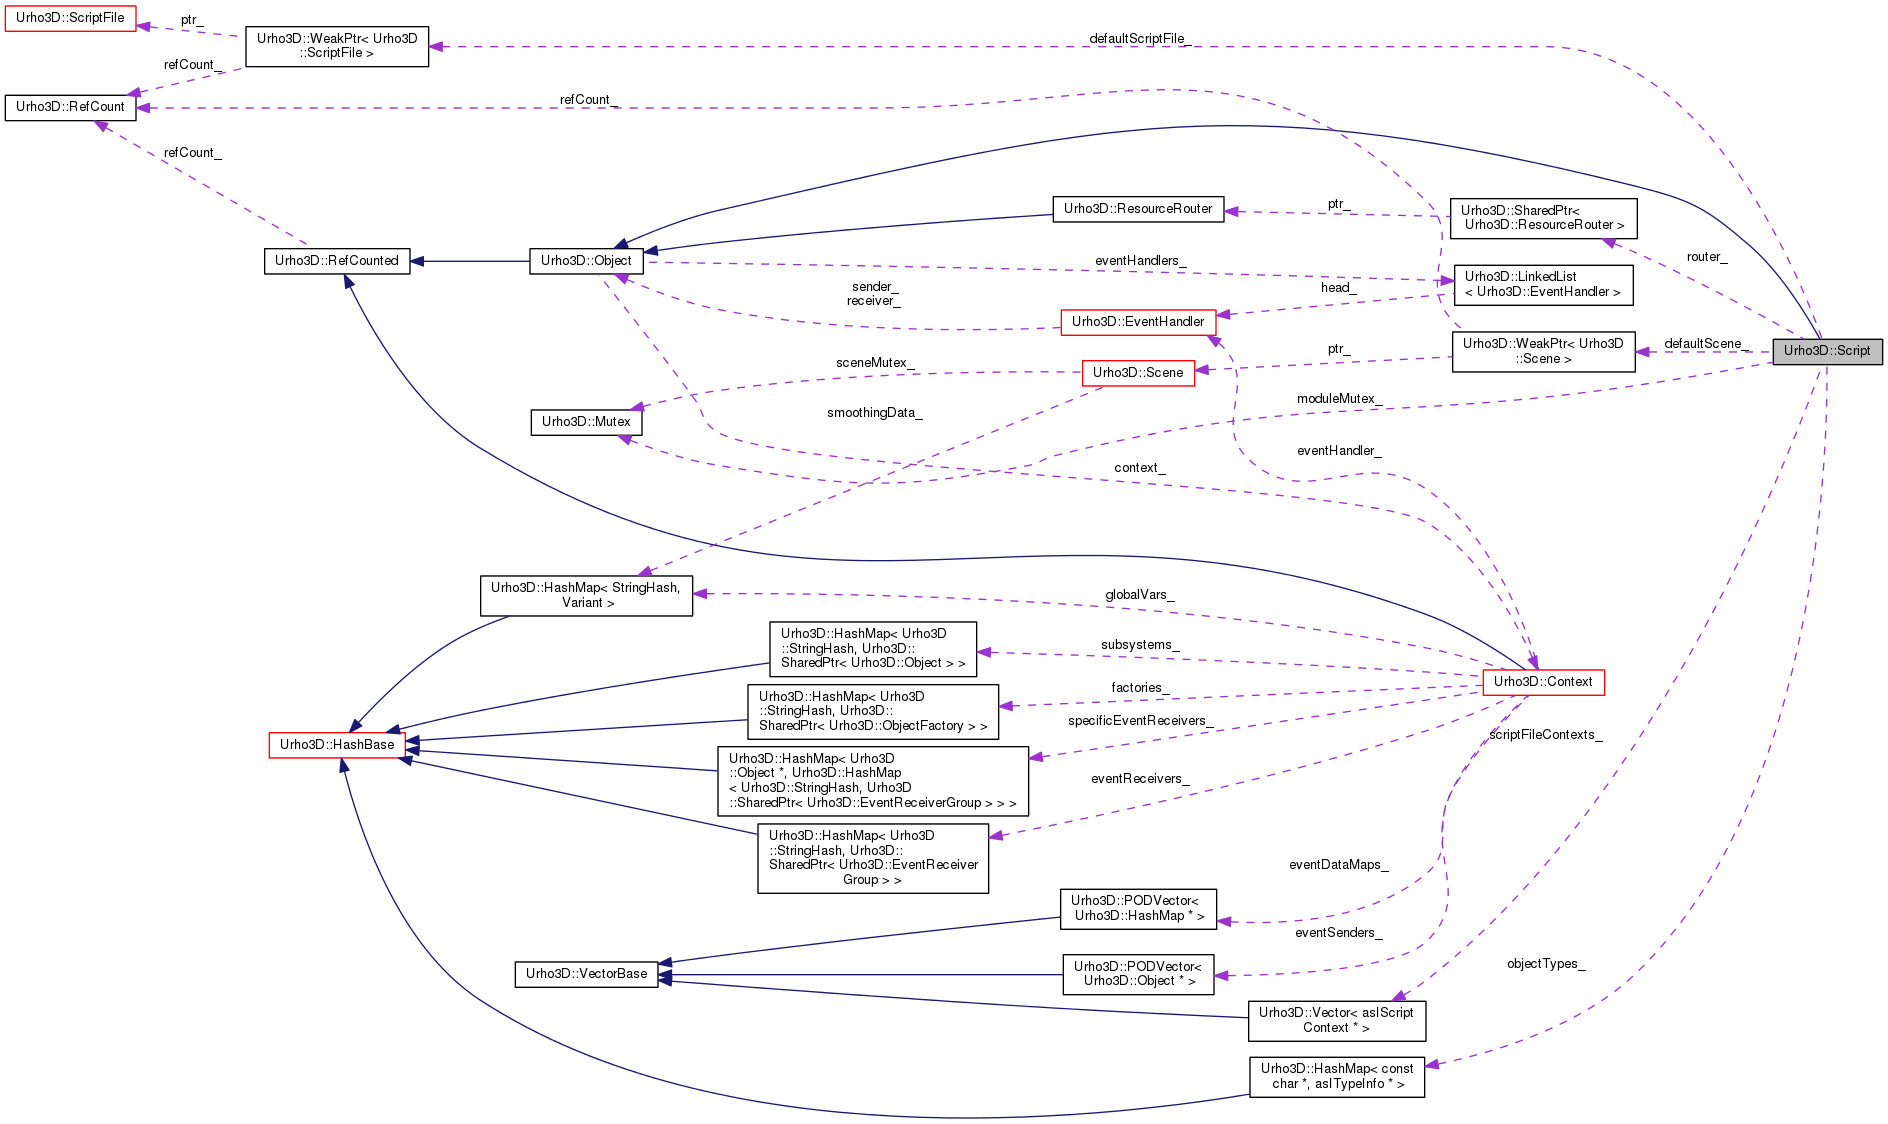 Urho3D::ScriptFile
ptr_
Urho3D::WeakPtr< Urho3D
::ScriptFile >
defaultScriptFile_
refCount_
Urho3D::RefCount
refCount_
refCount_
Urho3D::ResourceRouter
ptr_
Urho3D::SharedPtr<
Urho3D::ResourceRouter >
router_
Urho3D::RefCounted
Urho3D::Object
eventHandlers_
Urho3D::LinkedList
< Urho3D::EventHandler >
sender_
receiver_
head_
Urho3D::EventHandler
Urho3D::WeakPtr< Urho3D
::Scene >
defaultScene_
Urho3D::Script
ptr_
sceneMutex_
Urho3D::Scene
smoothingData_
moduleMutex_
Urho3D::Mutex
eventHandler_
context_
Urho3D::HashMap< StringHash,
Variant >
globalVars_
Urho3D::HashMap< Urho3D
::StringHash, Urho3D::
SharedPtr< Urho3D::Object > >
subsystems_
Urho3D::Context
Urho3D::HashMap< Urho3D
::StringHash, Urho3D::
SharedPtr< Urho3D::ObjectFactory > >
factories_
specificEventReceivers_
scriptFileContexts_
Urho3D::HashBase
Urho3D::HashMap< Urho3D
::Object *, Urho3D::HashMap
< Urho3D::StringHash, Urho3D
::SharedPtr< Urho3D::EventReceiverGroup > > >
eventReceivers_
Urho3D::HashMap< Urho3D
::StringHash, Urho3D::
SharedPtr< Urho3D::EventReceiver
Group > >
eventDataMaps_
Urho3D::PODVector<
Urho3D::HashMap * >
eventSenders_
Urho3D::VectorBase
Urho3D::PODVector<
Urho3D::Object * >
objectTypes_
Urho3D::Vector< asIScript
Context * >
Urho3D::HashMap< const
char *, asITypeInfo * >